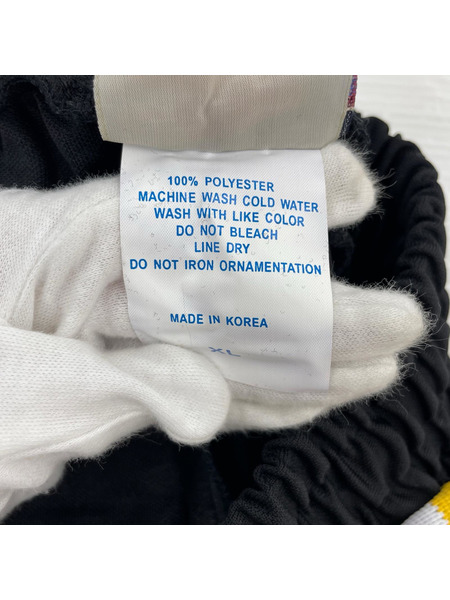 100% POLYESTER
MACHINE WASH COLD WATER
WASH WITH LIKE COLOR
DO NOT BLEACH
LINE DRY
DO NOT IRON ORNAMENTATION
MADE IN KOREA
XL